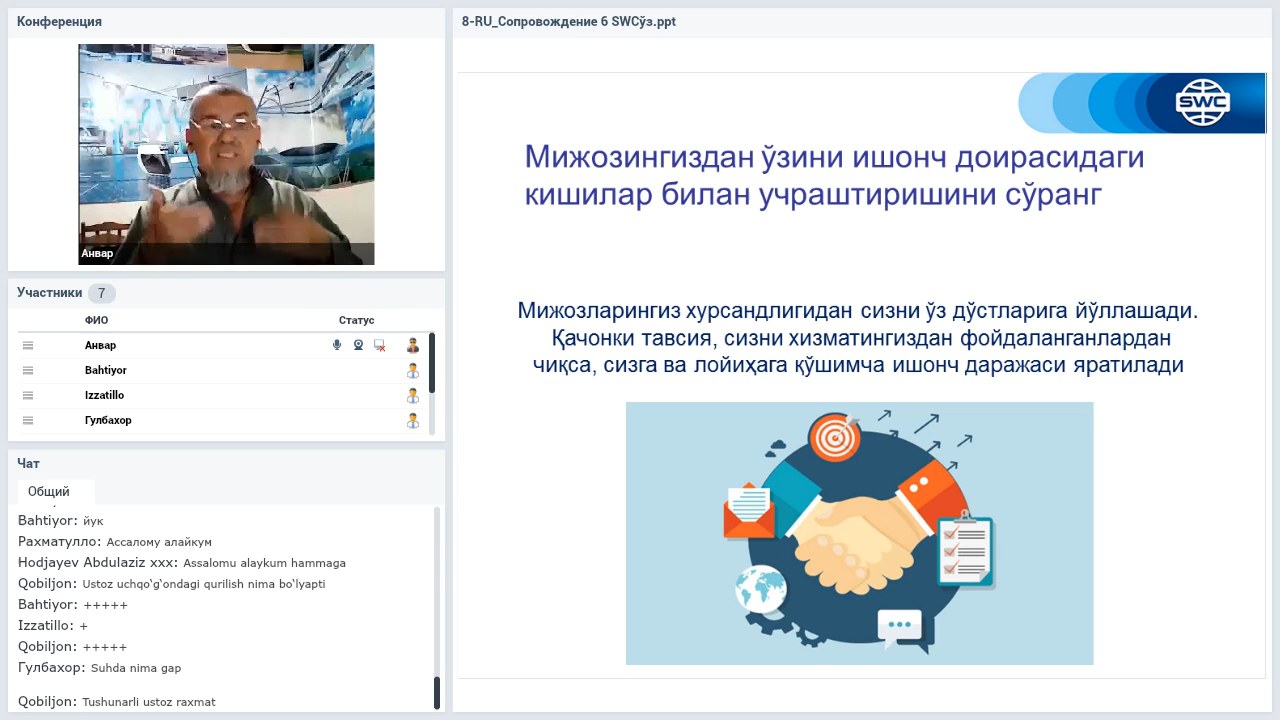 Конференция
Анвар
Участники 7
ФИО Статус
Анвар
Bahtiyor
Izzatillo
Гулбахор
Чат
Общий
Bahtiyor: йук
Рахматулло: Ассалому алайкум
Hodjayev Abdulaziz xxx: Assalomu alaykum hammaga
Qobiljon: Ustoz uchqo'g'ondagi qurilish nima bo'lyapti
Bahtiyor: +++++
Izzatillo: +
Qobiljon: +++++
Гулбахор: Suhda nima gap
Qobiljon: Tushunarli ustoz raxmat
8-RU_Сопровождение 6 SWCўз.ppt
SWC
Мижозингиздан ўзини ишонч доирасидаги
кишилар билан учраштиришини сўранг
Мижозларингиз хурсандлигидан сизни ўз дўстларига йўллашади.
Қачонки тавсия, сизни хизматингиздан фойдаланганлардан
чиқса, сизга ва лойиҳага қўшимча ишонч даражаси яратилади